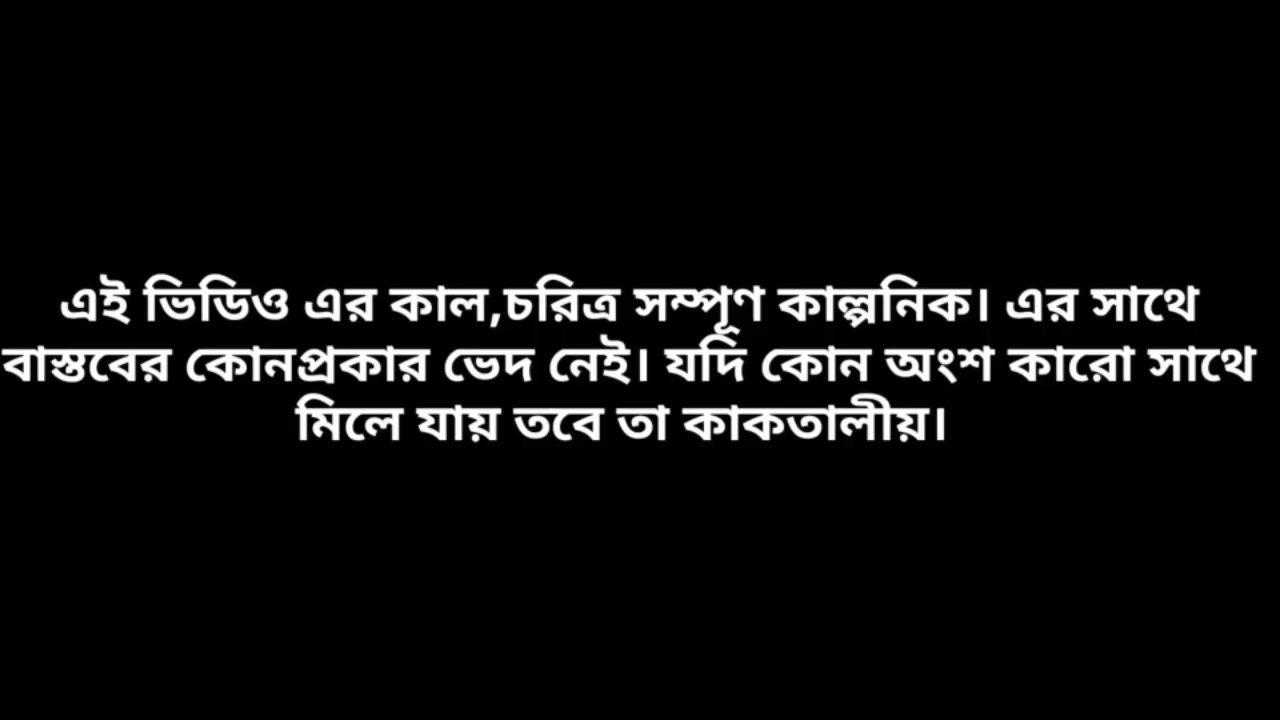 এই ভিডিও এর কাল,চরিত্র সম্পূণ কাল্পনিক। এর সাথে
বাস্তবের কোনপ্রকার ভেদ নেই। যদি কোন অংশ কারো সাথে
মিলে যায় তবে তা কাকতালীয়।